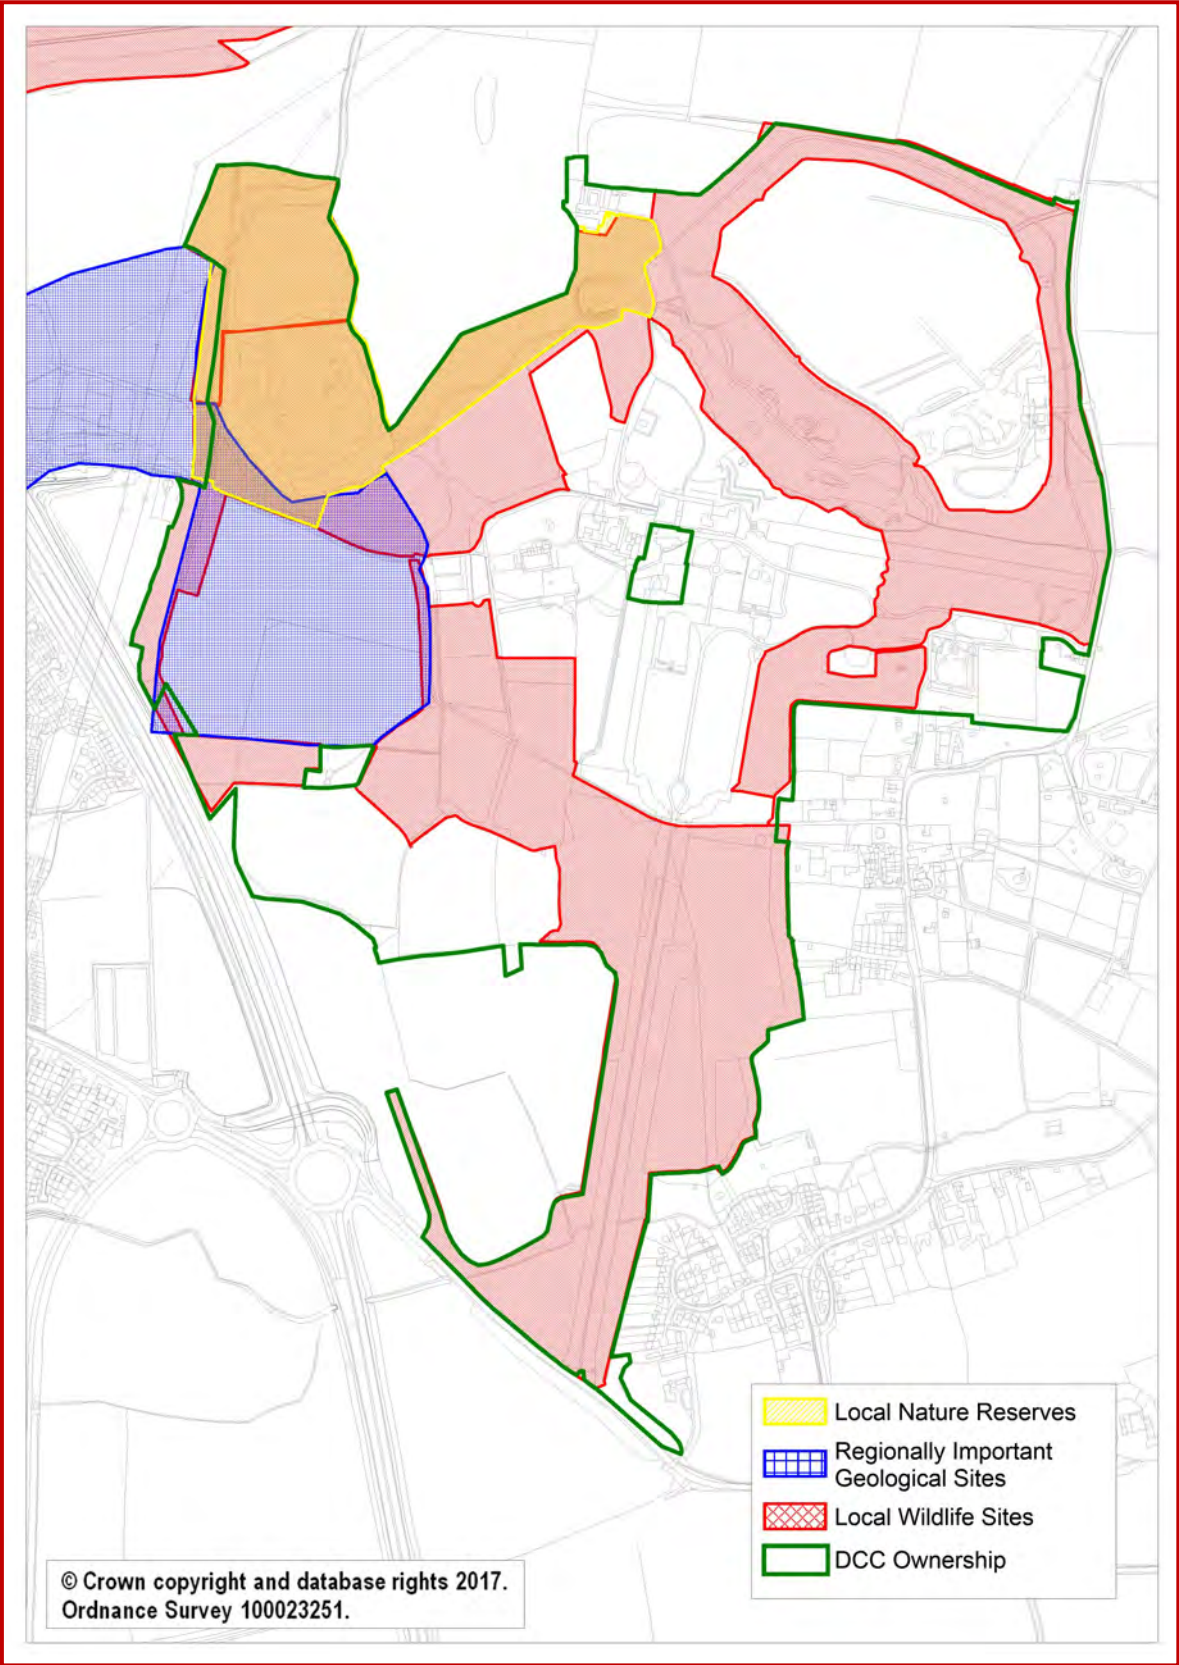 Local Nature Reserves
Regionally Important
Geological Sites
Local Wildlife Sites
DCC Ownership
© Crown copyright and database rights 2017.
Ordnance Survey 100023251.